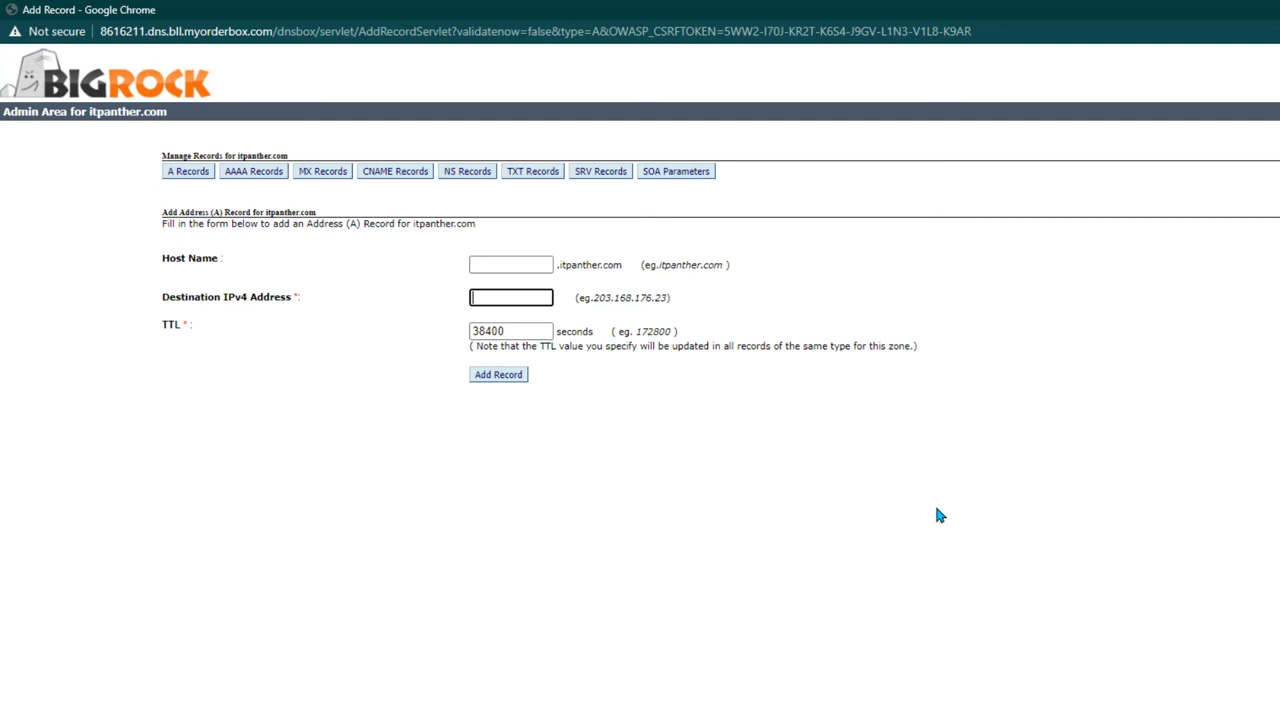 Add Record - Google Chrome
Not secure 8616211.dns.bll.myorderbox.com/dnsbox/servlet/AddRecordServlet?validatenow=false&type=A&OWASP_CSRFTOKEN=5WW2-I70J-KR2T-K6S4-J9GV-L1N3-V1L8-K9AR
BIGROCK
Admin Area for itpanther.com
Manage Records for itpanther.com
A Records AAAA Records MX Records CNAME Records NS Records TXT Records SRV Records SOA Parameters
Add Address (A) Record for itpanther.com
Fill in the form below to add an Address (A) Record for itpanther.com
Host Name : .itpanther.com (eg.itpanther.com )
Destination IPv4 Address *: (eg.203.168.176.23)
TTL * : 38400 seconds ( eg. 172800 )
( Note that the TTL value you specify will be updated in all records of the same type for this zone.)
Add Record